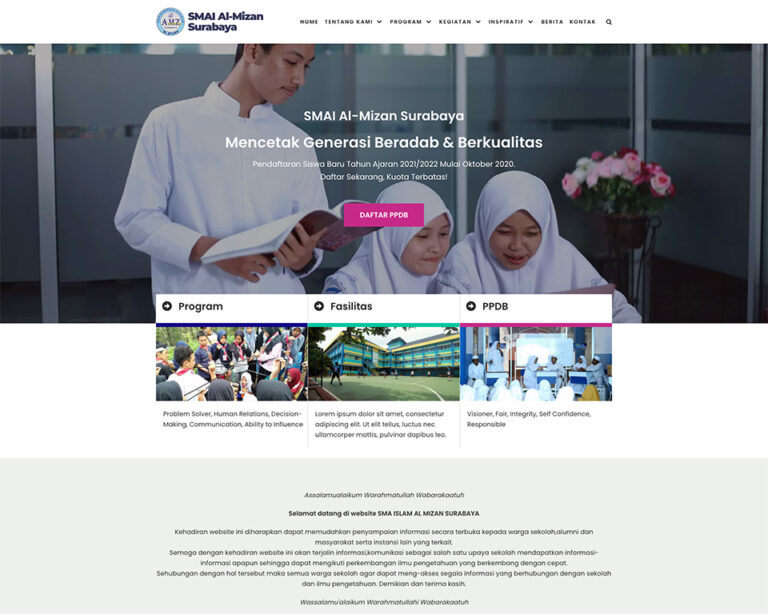 AMZ
AL-MIZAN
SMAI Al-Mizan
Surabaya
HOME TENTANG KAMI PROGRAM KEGIATAN INSPIRATIF BERITA KONTAK
SMAI Al-Mizan Surabaya
Mencetak Generasi Beradab & Berkualitas
Pendaftaran Siswa Baru Tahun Ajaran 2021/2022 Mulai Oktober 2020.
Daftar Sekarang, Kuota Terbatas!
DAFTAR PPDB
Program
Fasilitas
PPDB
Problem Solver, Human Relations, Decision-
Making, Communication, Ability to Influence
Lorem ipsum dolor sit amet, consectetur
adipiscing elit. Ut elit tellus, luctus nec
ullamcorper mattis, pulvinar dapibus leo.
Visioner, Fair, Integrity, Self Confidence,
Responsible
Assalamualaikum Warahmatullah Wabarakaatuh
Selamat datang di website SMA ISLAM AL MIZAN SURABAYA
Kehadiran website ini diharapkan dapat memudahkan penyampaian informasi secara terbuka kepada warga sekolah,alumni dan
masyarakat serta instansi lain yang terkait.
Semoga dengan kehadiran website ini akan terjalin informasi,komunikasi sebagai salah satu upaya sekolah mendapatkan informasi-
informasi apapun sehingga dapat mengikuti perkembangan ilmu pengetahuan yang berkembang dengan cepat.
Sehubungan dengan hal tersebut maka semua warga sekolah agar dapat meng-akses segala informasi yang berhubungan dengan sekolah
dan ilmu pengetahuan. Demikian dan terima kasih.
Wassalamu'alaikum Warahmatullahi Wabarakaatuh